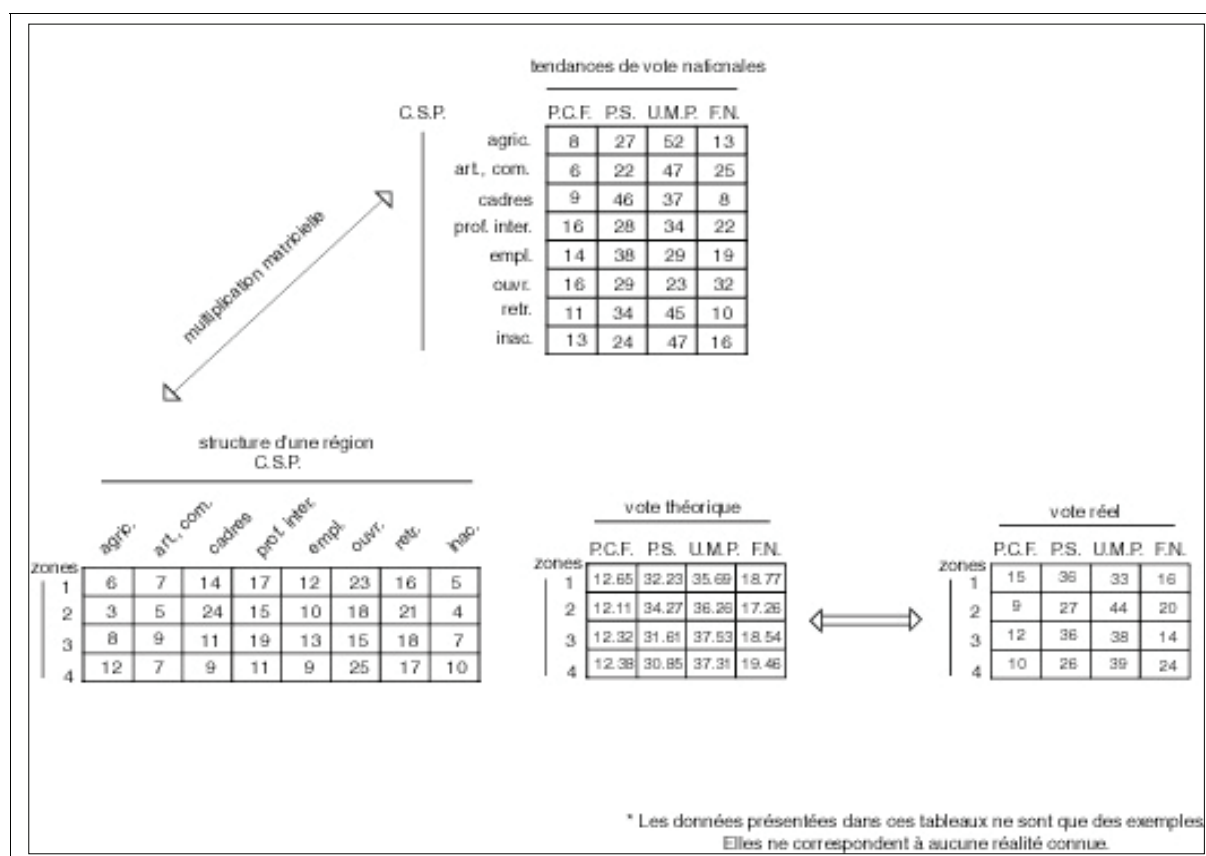 tendances de vote nationales
C.S.P. P.C.F. P.S. U.M.P. F.N.
agric. 8 27 52 13
art., com. 6 22 47 25
cadres 9 46 37 8
prof. inter. 16 28 34 22
empl. 14 38 29 19
ouvr. 16 29 23 32
retr. 11 34 45 10
inac. 13 24 47 16
multiplication matricielle
structure d'une région
C.S.P.
agric. art., com. cadres prof. inter. empl. ouvr. retr. inac.
zones
1 6 7 14 17 12 23 16 5
2 3 5 24 15 10 18 21 4
3 8 9 11 19 13 15 18 7
4 12 7 9 11 9 25 17 10
vote théorique
P.C.F. P.S. U.M.P. F.N.
zones
1 12.65 32.23 35.69 18.77
2 12.11 34.27 36.26 17.26
3 12.32 31.61 37.53 18.54
4 12.38 30.85 37.31 19.46
vote réel
P.C.F. P.S. U.M.P. F.N.
zones
1 15 36 33 16
2 9 27 44 20
3 12 36 38 14
4 10 26 39 24
* Les données présentées dans ces tableaux ne sont que des exemples.
Elles ne correspondent à aucune réalité connue.